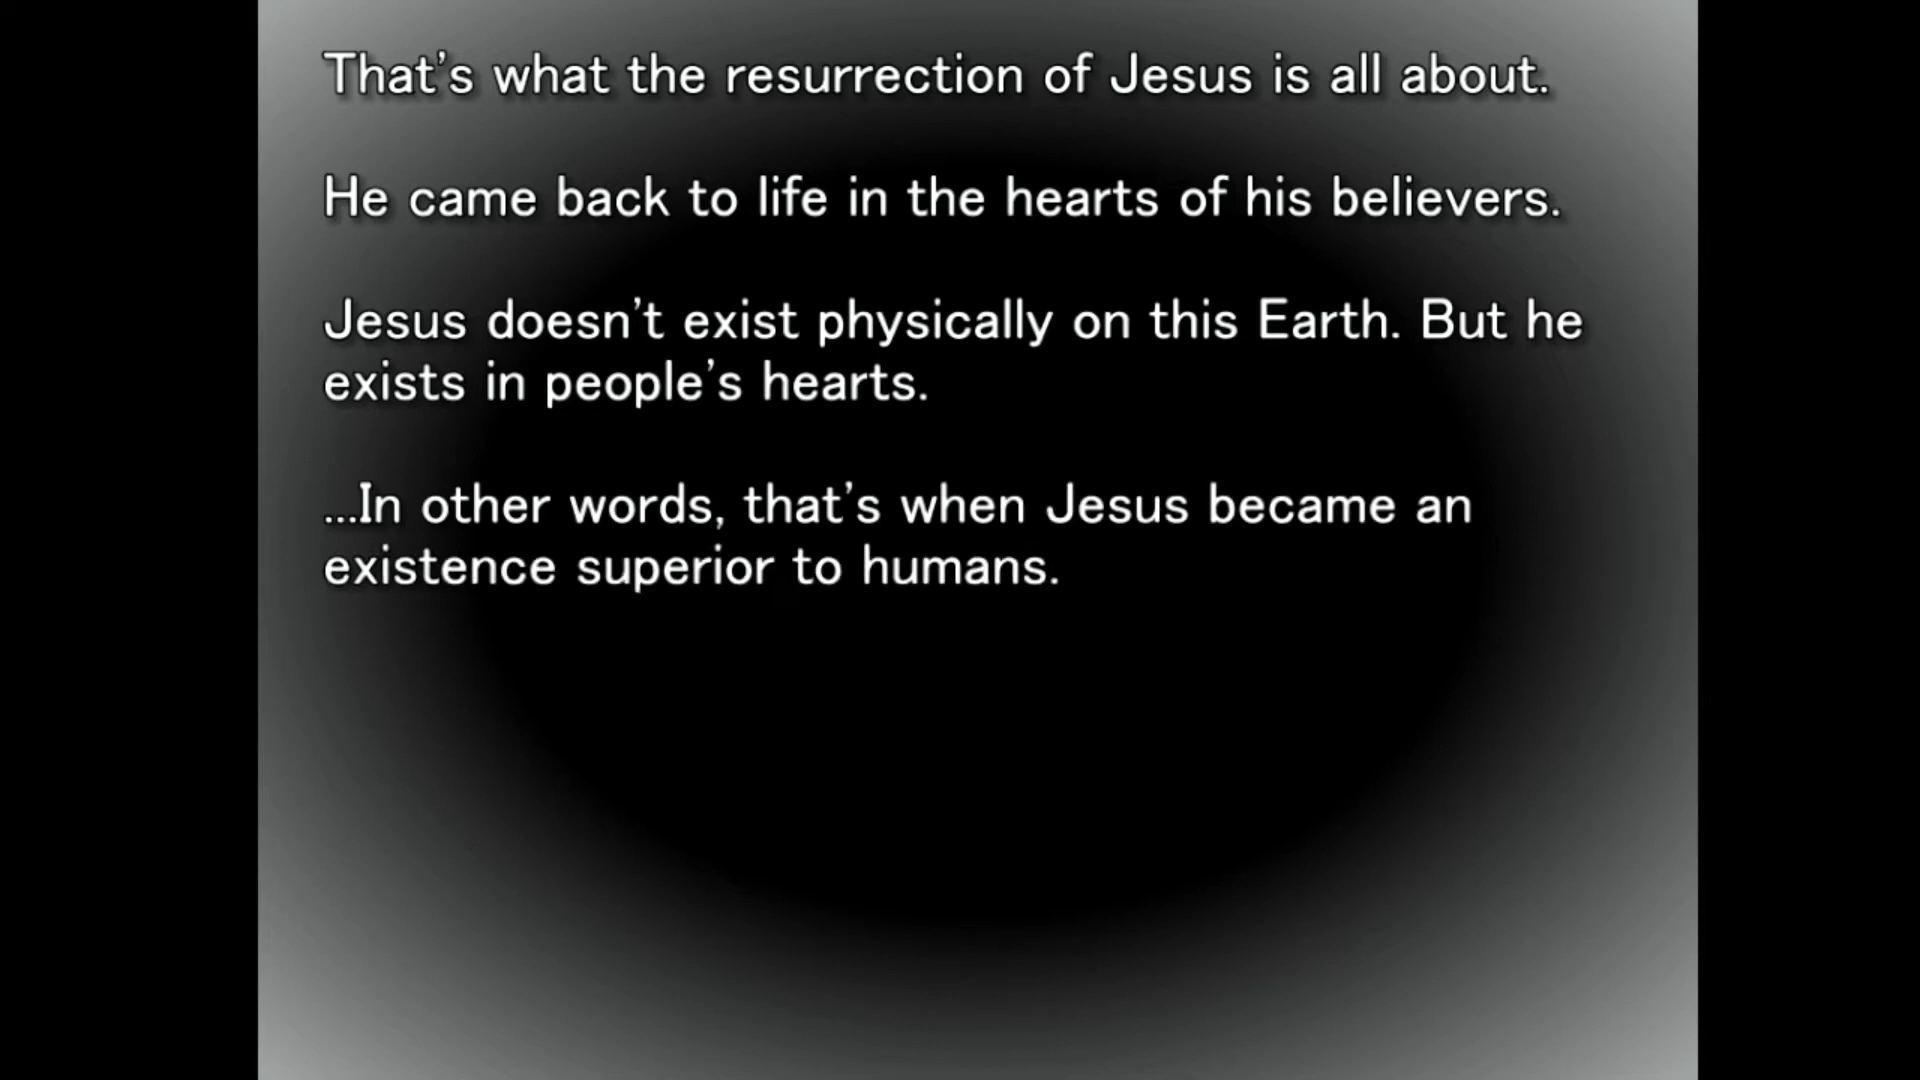 That's what the resurrection of Jesus is all about.
He came back to life in the hearts of his believers.
Jesus doesn't exist physically on this Earth. But he
exists in people's hearts.
...In other words, that's when Jesus became an
existence superior to humans.